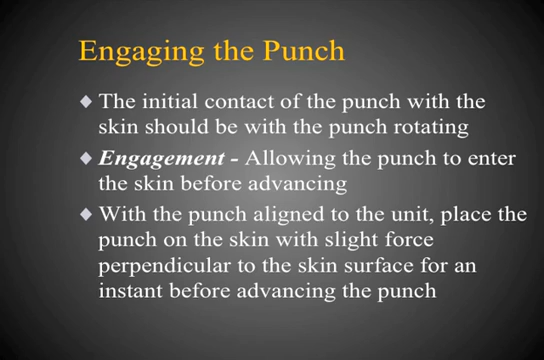 Engaging the Punch
The initial contact of the punch with the
skin should be with the punch rotating
Engagement - Allowing the punch to enter
the skin before advancing
With the punch aligned to the unit, place the
punch on the skin with slight force
perpendicular to the skin surface for an
instant before advancing the punch